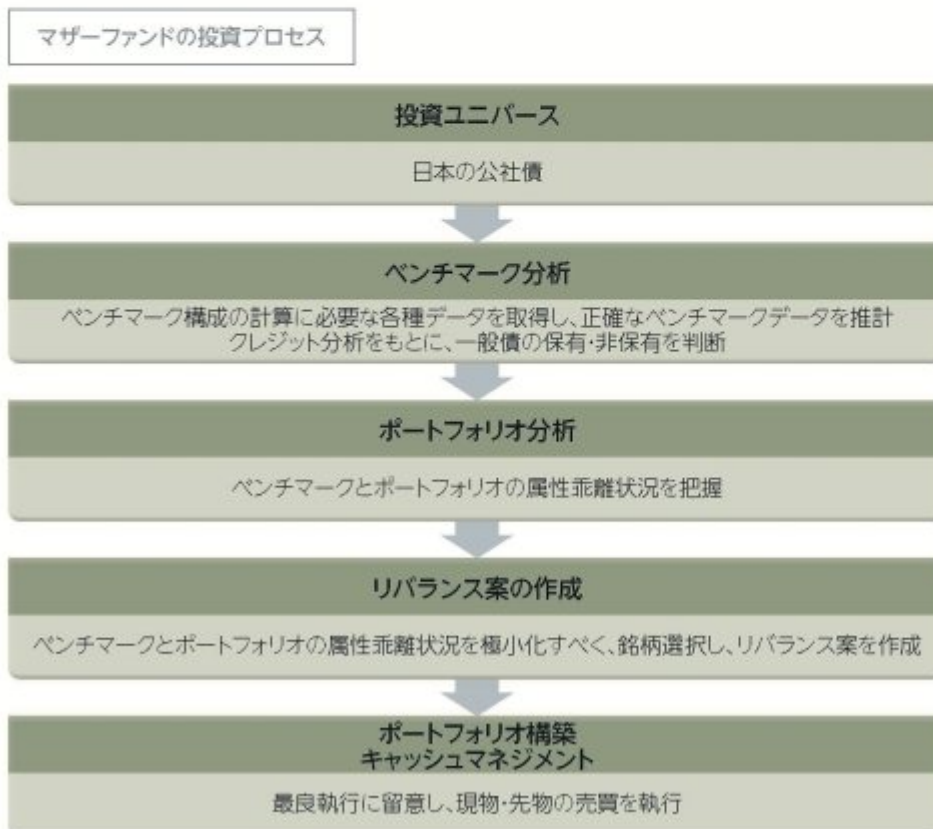 マザーファンドの投資プロセス
投資ユニバース
日本の公社債
ベンチマーク分析
ベンチマーク構成の計算に必要な各種データを取得し、正確なベンチマークデータを推計
クレジット分析をもとに、一般債の保有・非保有を判断
ポートフォリオ分析
ベンチマークとポートフォリオの属性乖離状況を把握
リバランス案の作成
ベンチマークとポートフォリオの属性乖離状況を極小化すべく、銘柄選択し、リバランス案を作成
ポートフォリオ構築
キャッシュマネジメント
最良執行に留意し、現物・先物の売買を執行